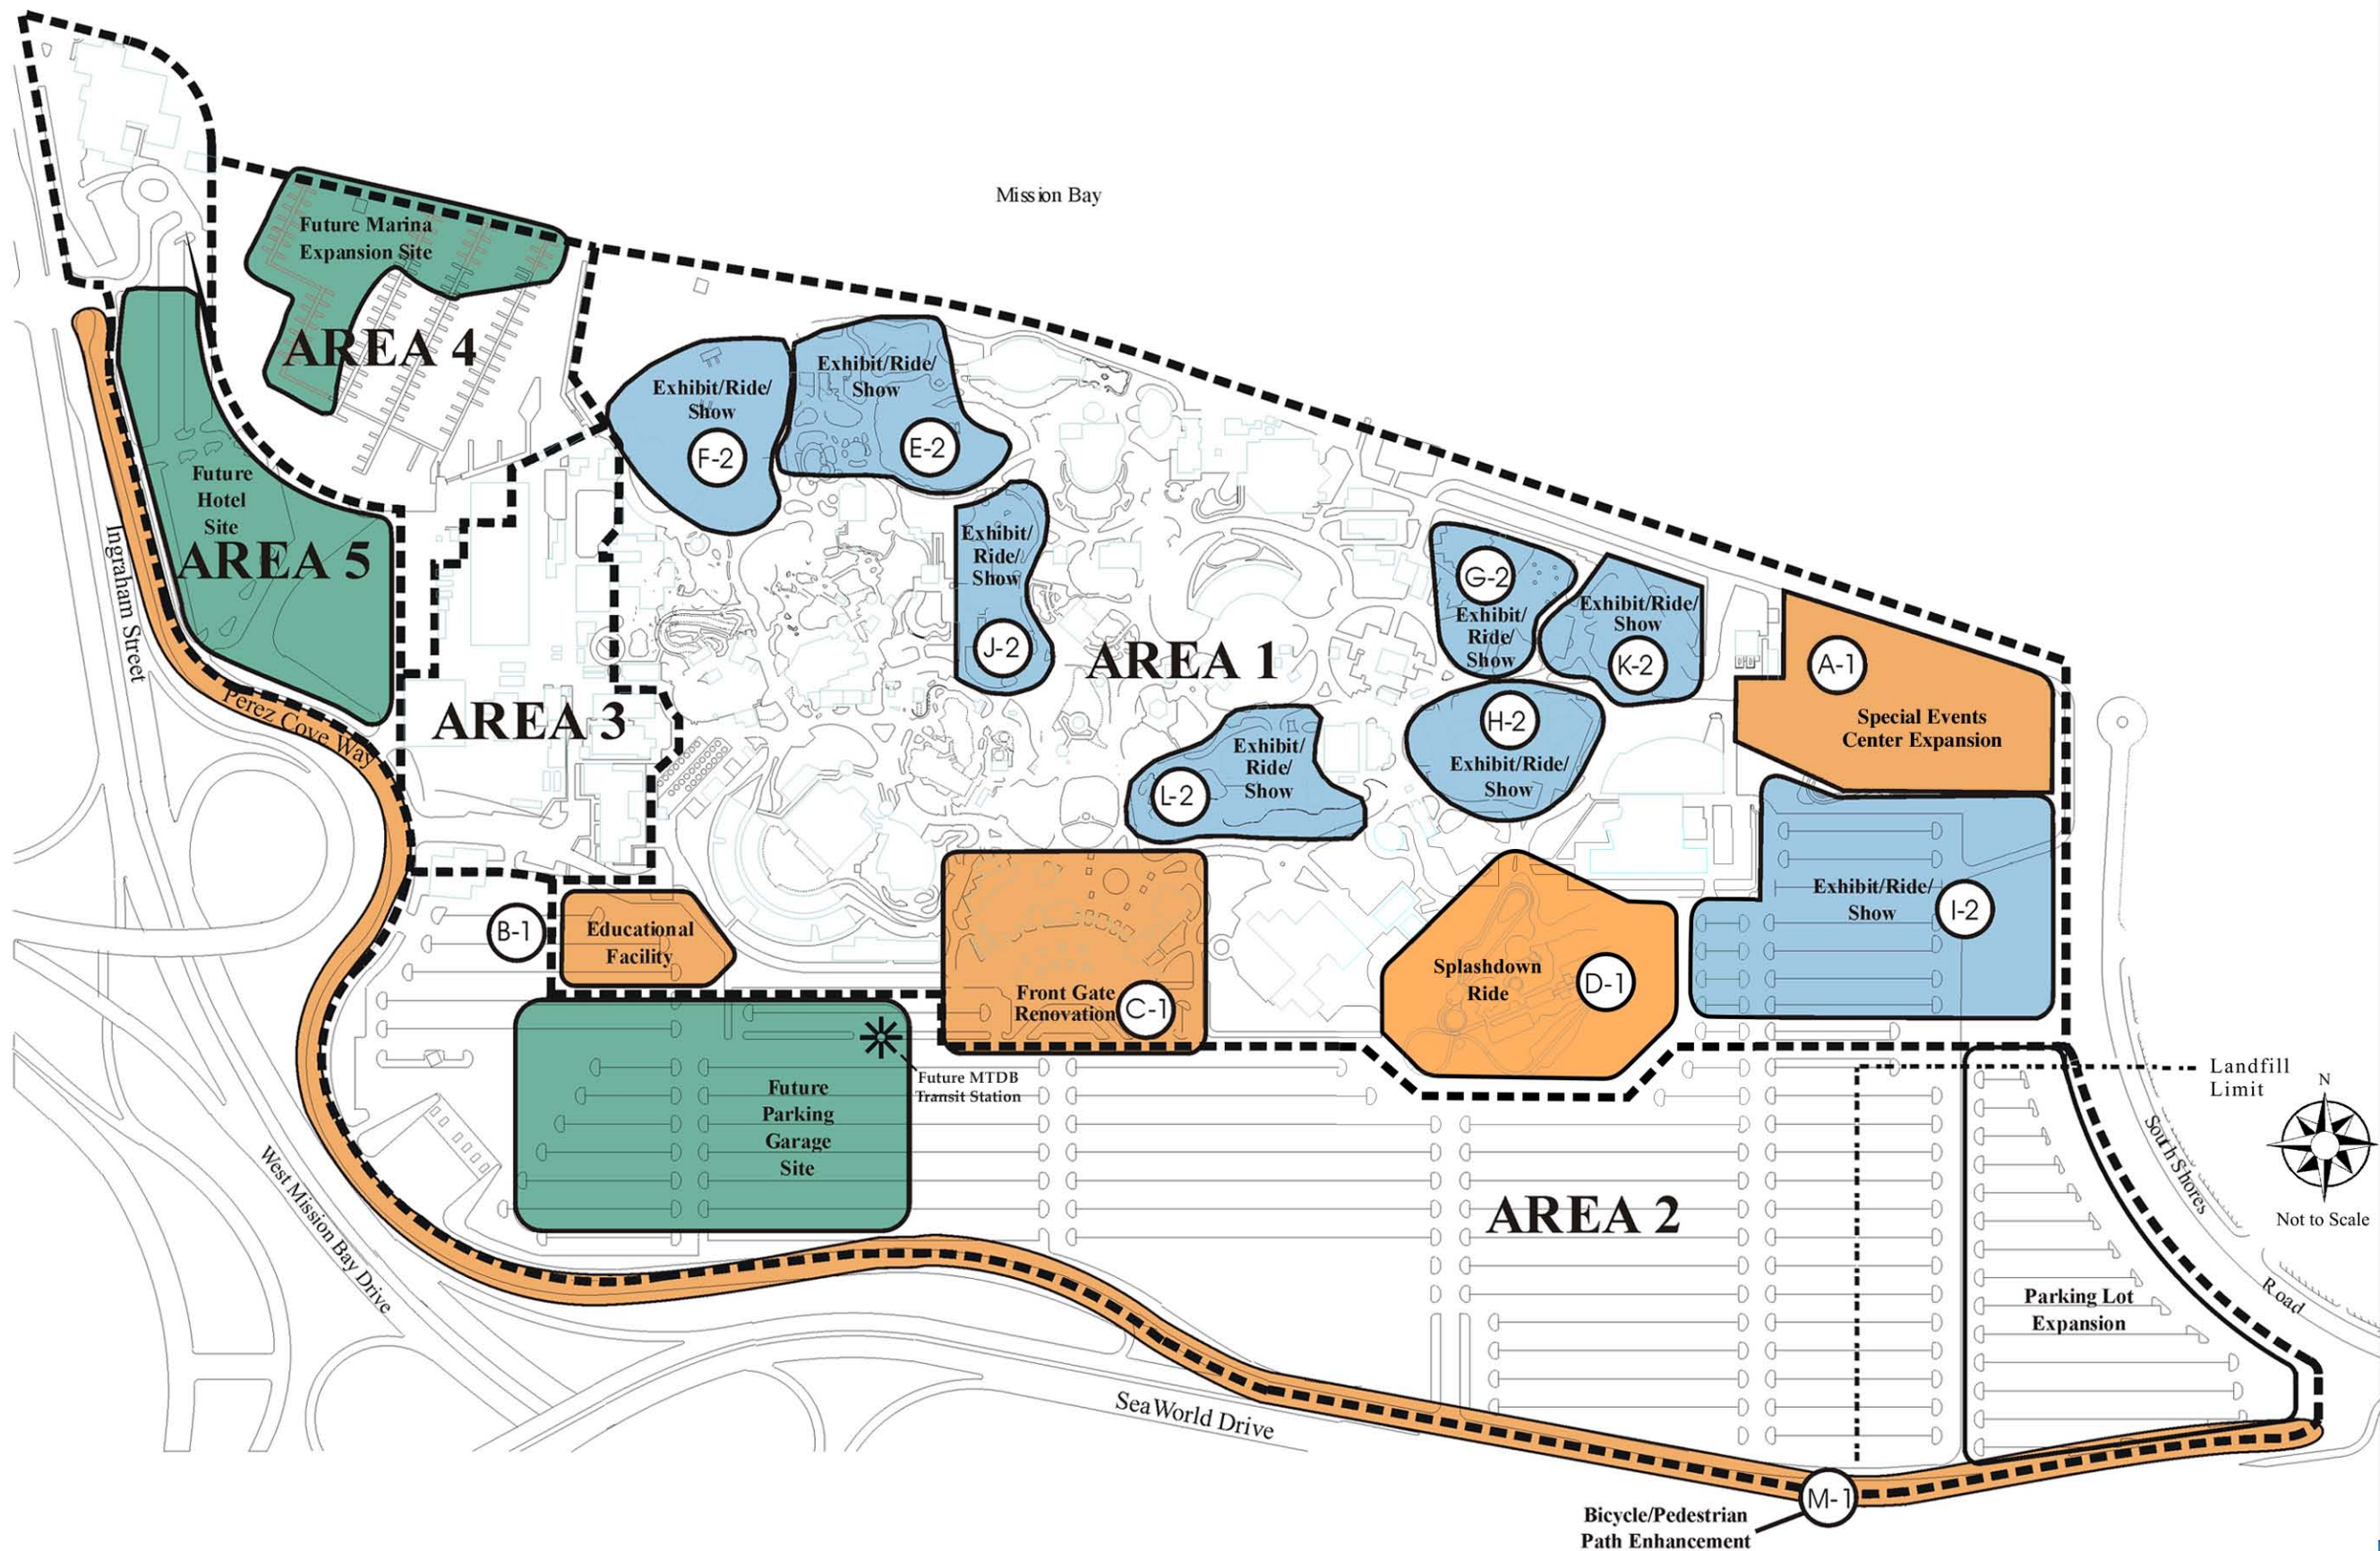 Mission Bay
Future Marina
Expansion Site
AREA 4
Exhibit/Ride/
Show
F-2
Exhibit/Ride/
Show
E-2
Future
Hotel
Site
AREA 5
Ingraham Street
Exhibit/
Ride/
Show
J-2
G-2
Exhibit/
Ride/
Show
Exhibit/Ride/
Show
K-2
AREA 1
A-1
Special Events
Center Expansion
Perez Cove Way
AREA 3
H-2
Exhibit/Ride/
Show
Exhibit/
Ride/
Show
L-2
Exhibit/Ride/
Show
I-2
B-1
Educational
Facility
Front Gate
Renovation
C-1
Splashdown
Ride
D-1
Future MTDB
Transit Station
Future
Parking
Garage
Site
Landfill
Limit
N
Not to Scale
South Shores
Road
West Mission Bay Drive
AREA 2
Parking Lot
Expansion
SeaWorld Drive
M-1
Bicycle/Pedestrian
Path Enhancement